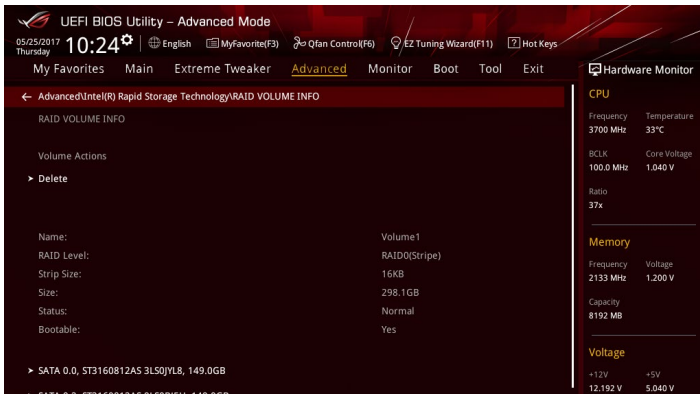 UEFI BIOS Utility – Advanced Mode
05/25/2017 Thursday 10:24 English MyFavorite(F3) Qfan Control(F6) EZ Tuning Wizard(F11) ? Hot Keys
My Favorites Main Extreme Tweaker Advanced Monitor Boot Tool Exit
Hardware Monitor
← Advanced\Intel(R) Rapid Storage Technology\RAID VOLUME INFO
RAID VOLUME INFO
Volume Actions
> Delete
Name: Volume1
RAID Level: RAID0(Stripe)
Strip Size: 16KB
Size: 298.1GB
Status: Normal
Bootable: Yes
> SATA 0.0, ST3160812AS 3LS0JYL8, 149.0GB
CPU
Frequency Temperature
3700 MHz 33°C
BCLK Core Voltage
100.0 MHz 1.040 V
Ratio
37x
Memory
Frequency Voltage
2133 MHz 1.200 V
Capacity
8192 MB
Voltage
+12V +5V
12.192 V 5.040 V